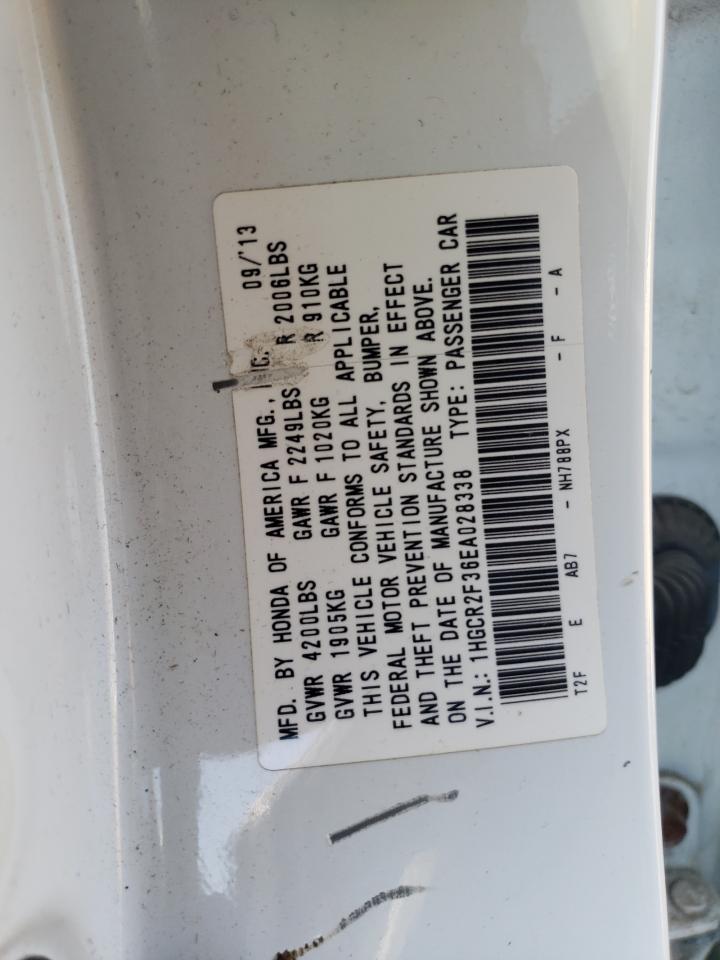 MFD. BY HONDA OF AMERICA MFG., INC. 09/'13
GVWR 4200LBS GAWR F 2249LBS R 2006LBS
GVWR 1905KG GAWR F 1020KG R 910KG
THIS VEHICLE CONFORMS TO ALL APPLICABLE
FEDERAL MOTOR VEHICLE SAFETY, BUMPER,
AND THEFT PREVENTION STANDARDS IN EFFECT
ON THE DATE OF MANUFACTURE SHOWN ABOVE.
V.I.N.: 1HGCR2F36EA028338 TYPE: PASSENGER CAR
T2F E AB7 - NH788PX - F - A